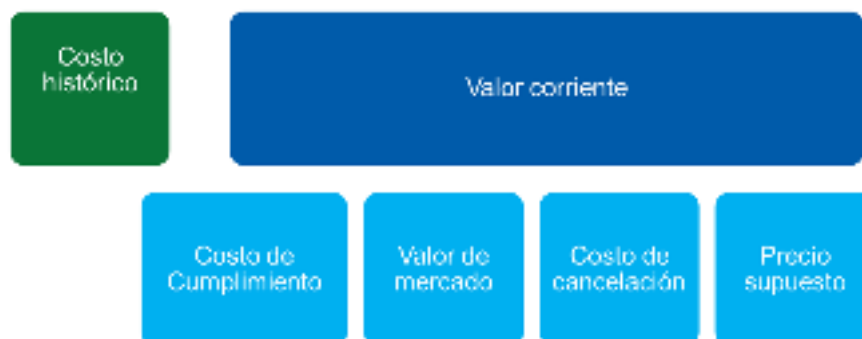 Costo
histórico
Valor corriente
Costo de
Cumplimiento
Valor de
mercado
Costo de
cancelación
Precio
supuesto